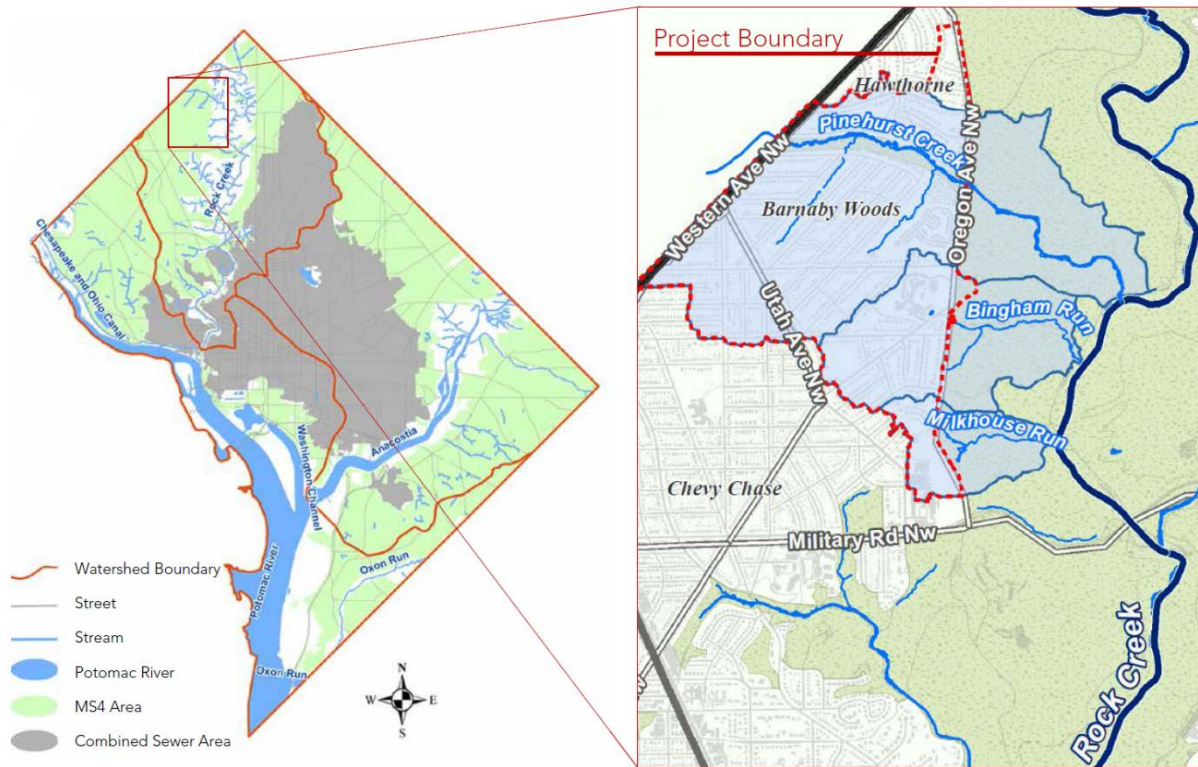 Rock Creek
Chesapeake and Ohio Canal
Washington Channel
Anacostia
Potomac River
Oxon Run
Oxon Run
Watershed Boundary
Street
Stream
Potomac River
MS4 Area
Combined Sewer Area
N
W E
S
Project Boundary
Hawthorne
Pinehurst Creek
Western Ave Nw
Oregon Ave Nw
Barnaby Woods
Utah Ave Nw
Bingham Run
Milkhouse Run
Chevy Chase
Military Rd Nw
Rock Creek